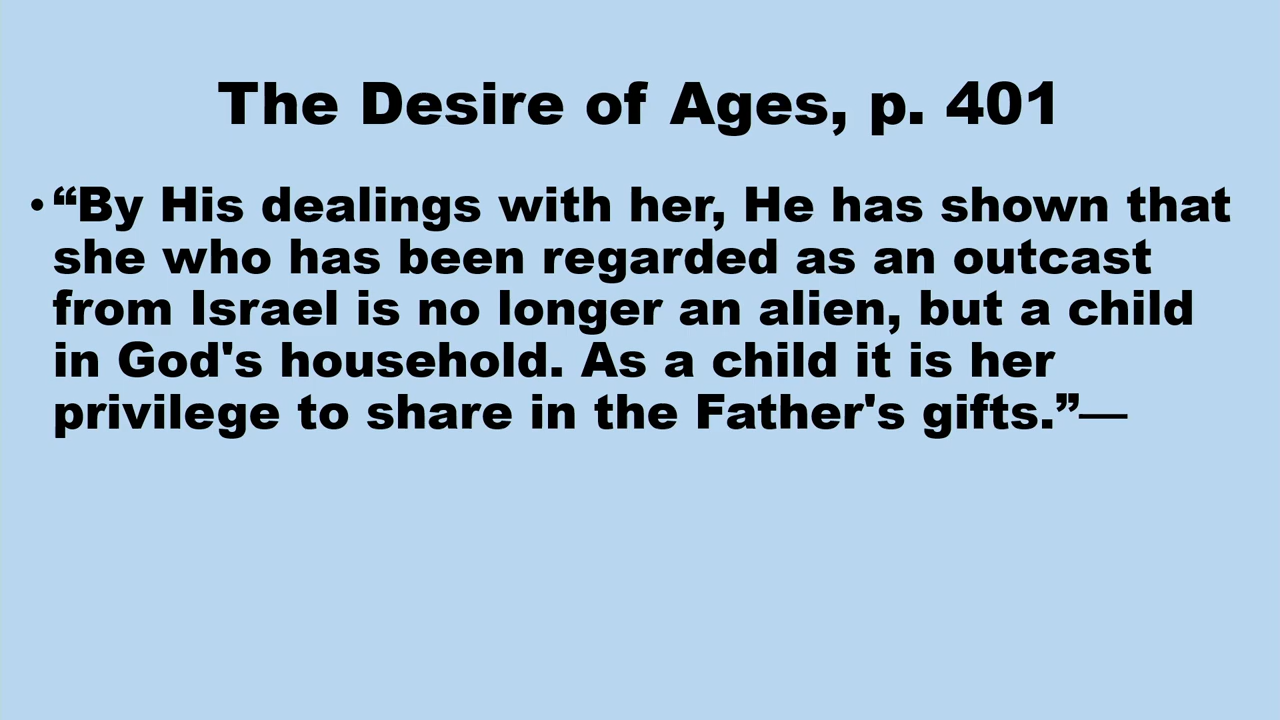 The Desire of Ages, p. 401
•“By His dealings with her, He has shown that
she who has been regarded as an outcast
from Israel is no longer an alien, but a child
in God's household. As a child it is her
privilege to share in the Father's gifts.”—